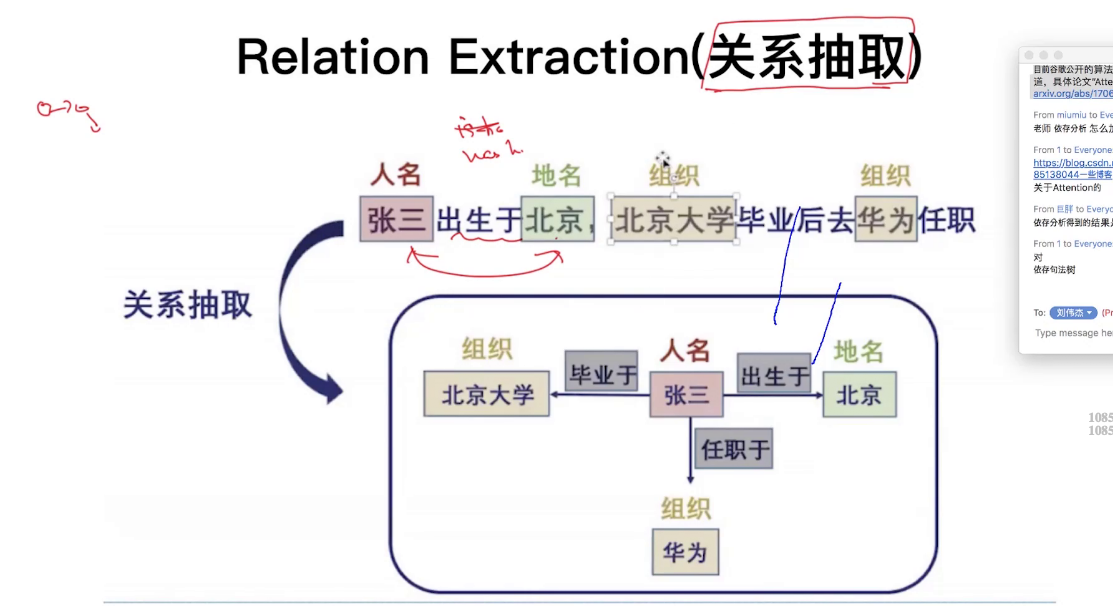 Relation Extraction(关系抽取)
人名 地名 组织 组织
张三出生于北京, 北京大学毕业后去华为任职
关系抽取
组织 人名 地名
北京大学 毕业于 张三 出生于 北京
任职于
组织
华为
目前谷歌公开的算法
道，具体论文"Atte
arxiv.org/abs/1706
From miumiu to Eve
老师 依存分析 怎么
From 1 to Everyone:
https://blog.csdn.
85138044一些博客
关于Attention的
From 巨胖 to Everyo
依存分析得到的结果
From 1 to Everyone:
对
依存句法树
To: 刘伟杰 (Pr
Type message her
1085
1085